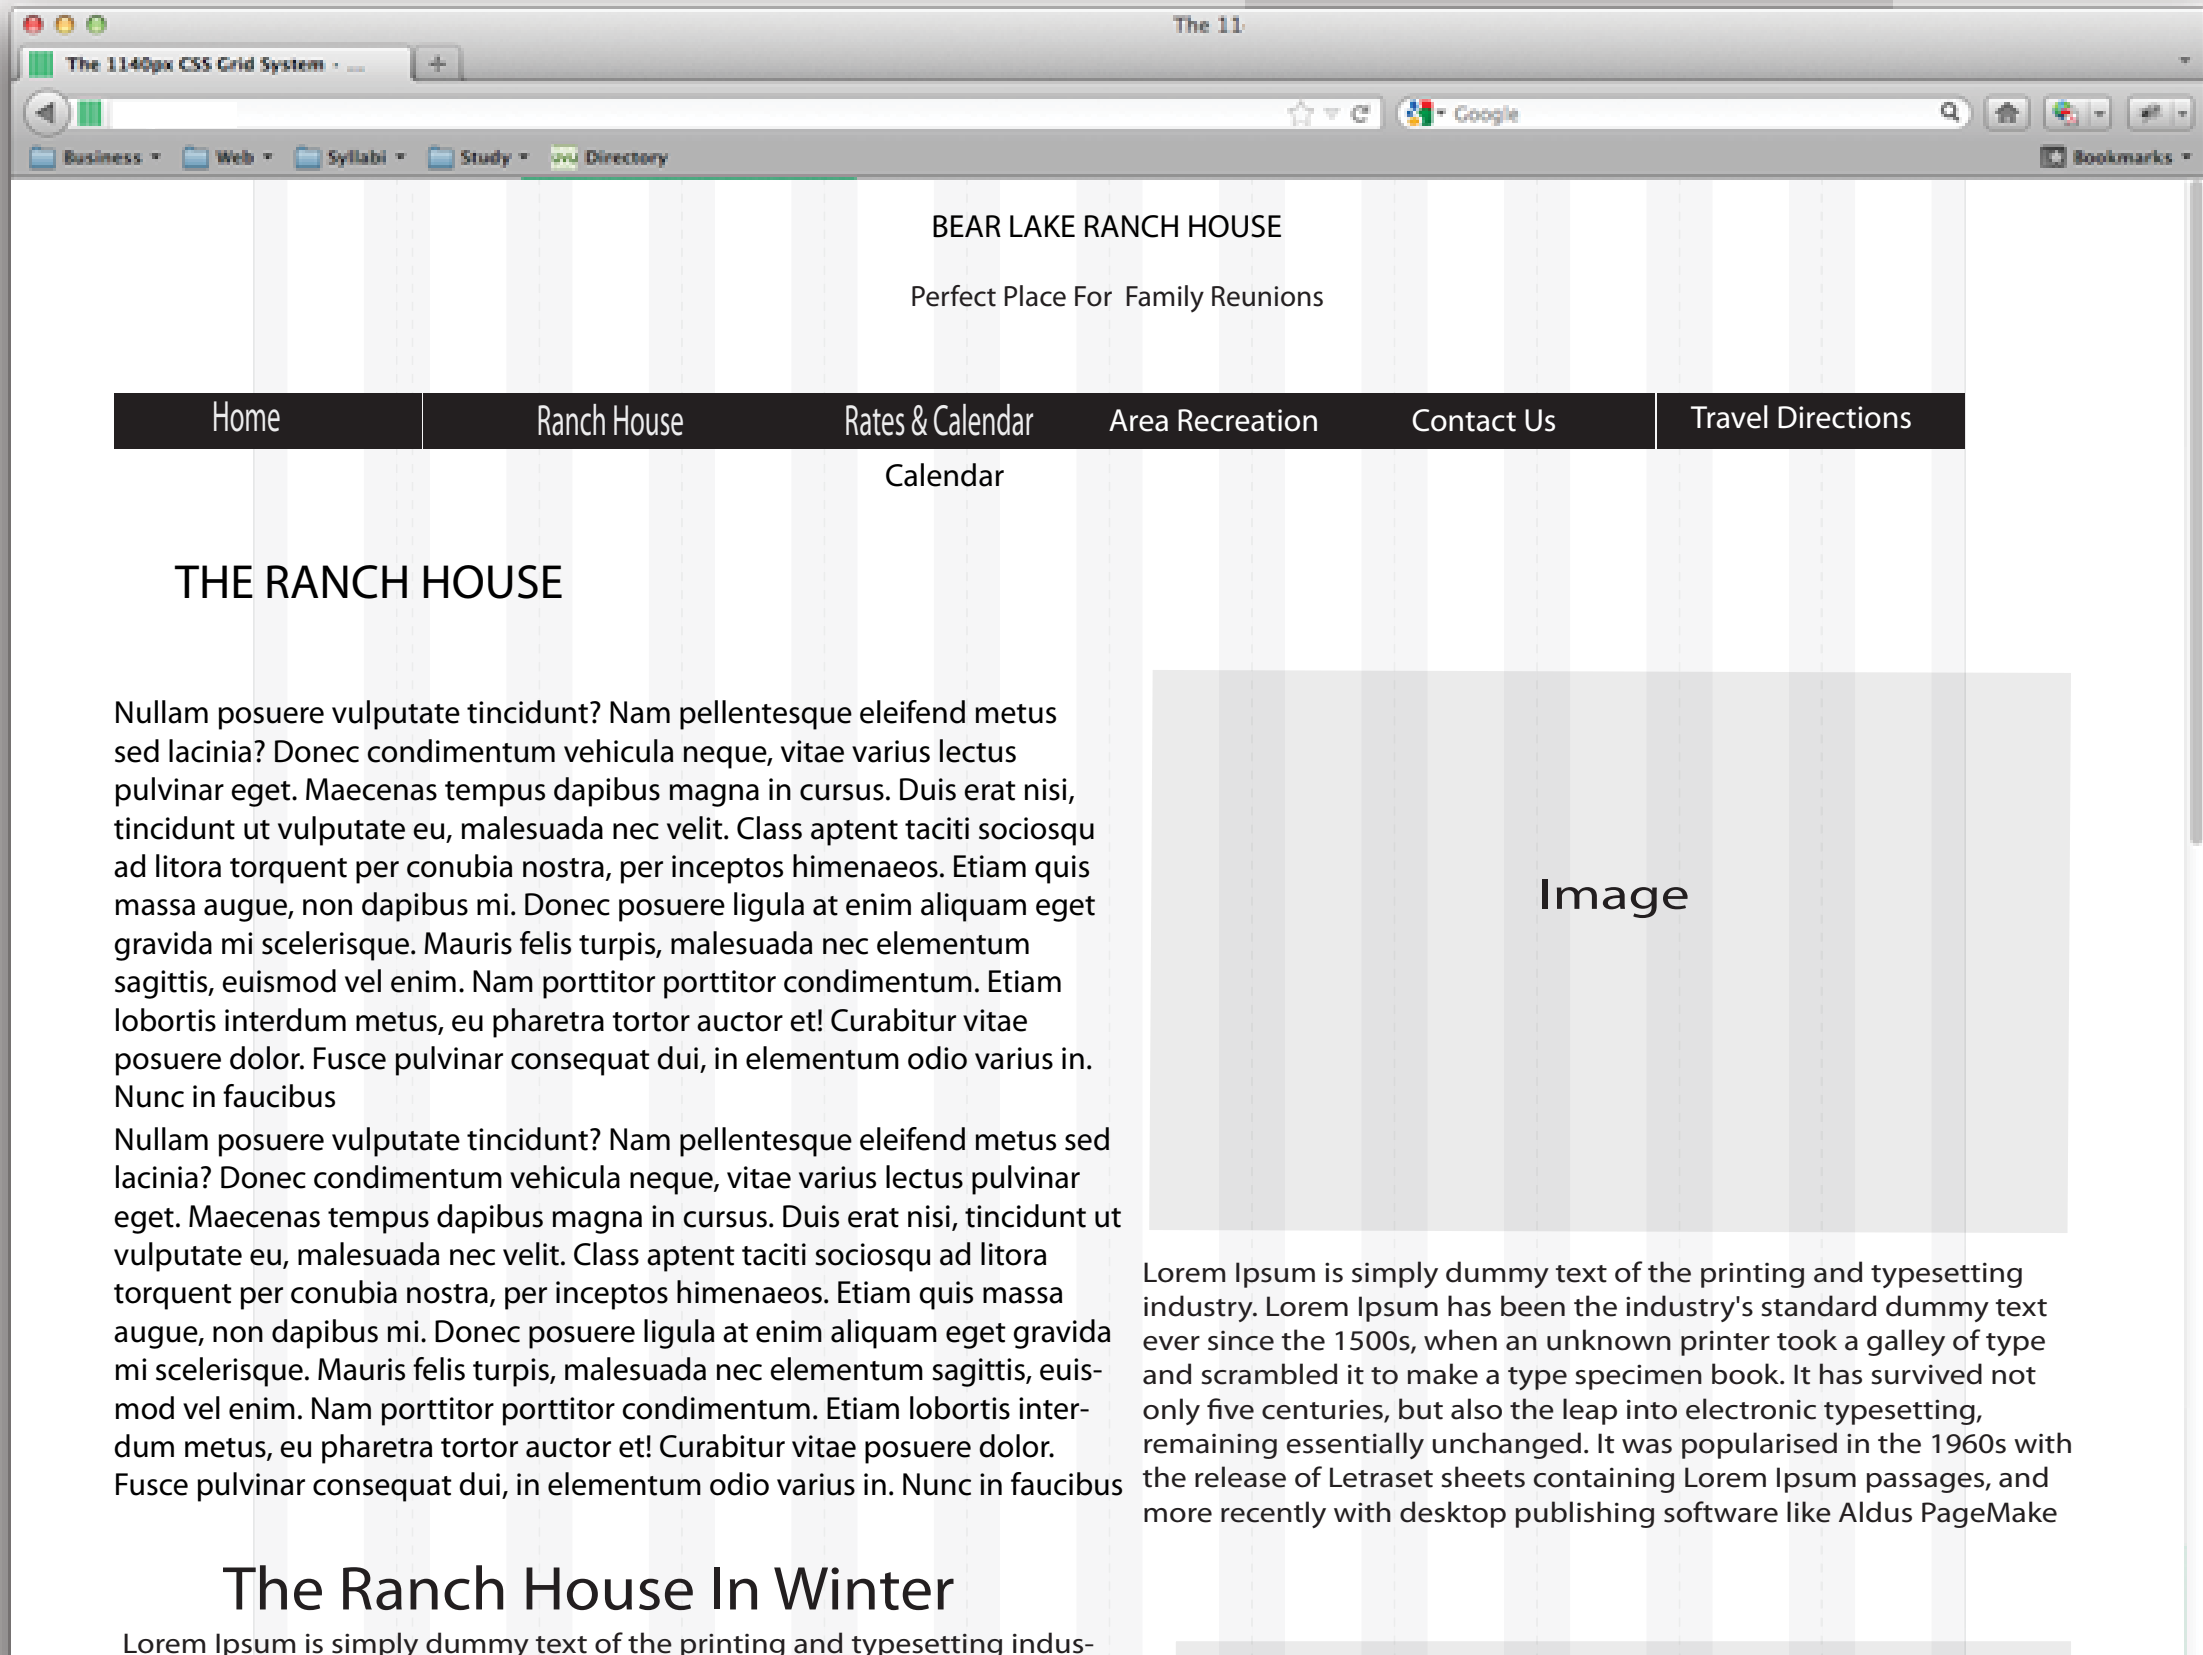 The 11
The 1140px CSS Grid System - ...
Google
Business
Web
Syllabi
Study
UVU Directory
Bookmarks
BEAR LAKE RANCH HOUSE
Perfect Place For  Family Reunions
Home
Ranch House
Rates & Calendar
Area Recreation
Contact Us
Travel Directions
Calendar
THE RANCH HOUSE
Nullam posuere vulputate tincidunt? Nam pellentesque eleifend metus
sed lacinia? Donec condimentum vehicula neque, vitae varius lectus
pulvinar eget. Maecenas tempus dapibus magna in cursus. Duis erat nisi,
tincidunt ut vulputate eu, malesuada nec velit. Class aptent taciti sociosqu
ad litora torquent per conubia nostra, per inceptos himenaeos. Etiam quis
massa augue, non dapibus mi. Donec posuere ligula at enim aliquam eget
gravida mi scelerisque. Mauris felis turpis, malesuada nec elementum
sagittis, euismod vel enim. Nam porttitor porttitor condimentum. Etiam
lobortis interdum metus, eu pharetra tortor auctor et! Curabitur vitae
posuere dolor. Fusce pulvinar consequat dui, in elementum odio varius in.
Nunc in faucibus
Nullam posuere vulputate tincidunt? Nam pellentesque eleifend metus sed
lacinia? Donec condimentum vehicula neque, vitae varius lectus pulvinar
eget. Maecenas tempus dapibus magna in cursus. Duis erat nisi, tincidunt ut
vulputate eu, malesuada nec velit. Class aptent taciti sociosqu ad litora
torquent per conubia nostra, per inceptos himenaeos. Etiam quis massa
augue, non dapibus mi. Donec posuere ligula at enim aliquam eget gravida
mi scelerisque. Mauris felis turpis, malesuada nec elementum sagittis, euis-
mod vel enim. Nam porttitor porttitor condimentum. Etiam lobortis inter-
dum metus, eu pharetra tortor auctor et! Curabitur vitae posuere dolor.
Fusce pulvinar consequat dui, in elementum odio varius in. Nunc in faucibus
Image
Lorem Ipsum is simply dummy text of the printing and typesetting
industry. Lorem Ipsum has been the industry's standard dummy text
ever since the 1500s, when an unknown printer took a galley of type
and scrambled it to make a type specimen book. It has survived not
only five centuries, but also the leap into electronic typesetting,
remaining essentially unchanged. It was popularised in the 1960s with
the release of Letraset sheets containing Lorem Ipsum passages, and
more recently with desktop publishing software like Aldus PageMake
The Ranch House In Winter
Lorem Ipsum is simply dummy text of the printing and typesetting indus-